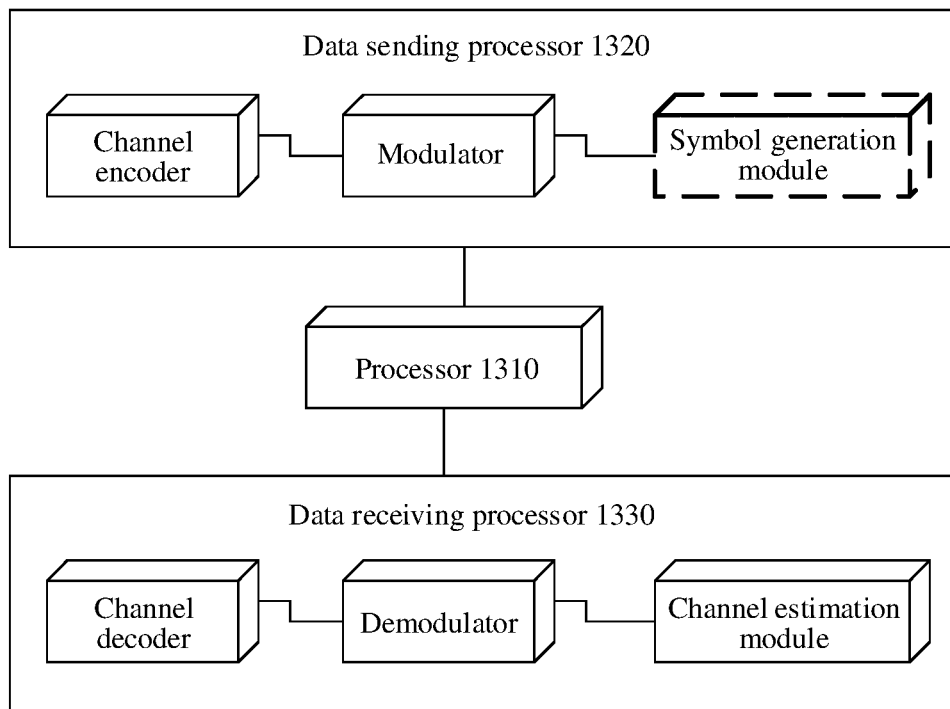 Data sending processor 1320
Channel
encoder
Modulator
Symbol generation
module
Processor 1310
Data receiving processor 1330
Channel
decoder
Demodulator
Channel estimation
module